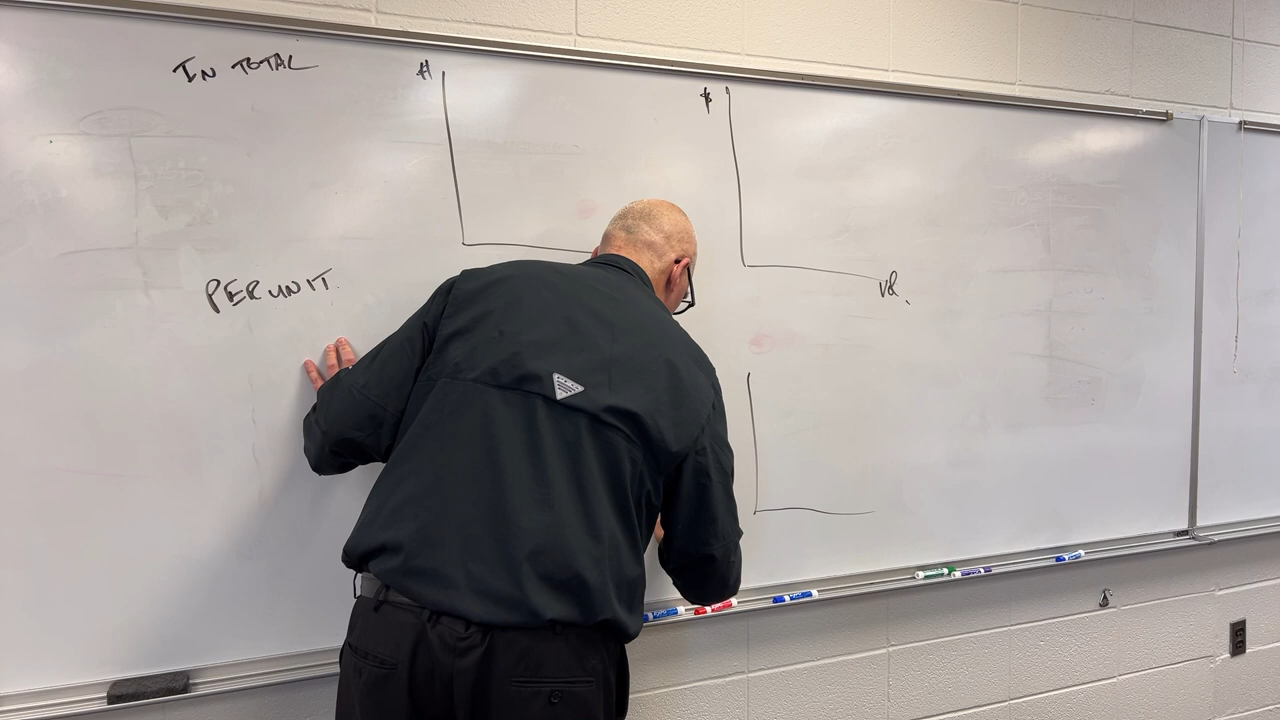 IN TOTAL
$
$
VR.
PER UNIT.